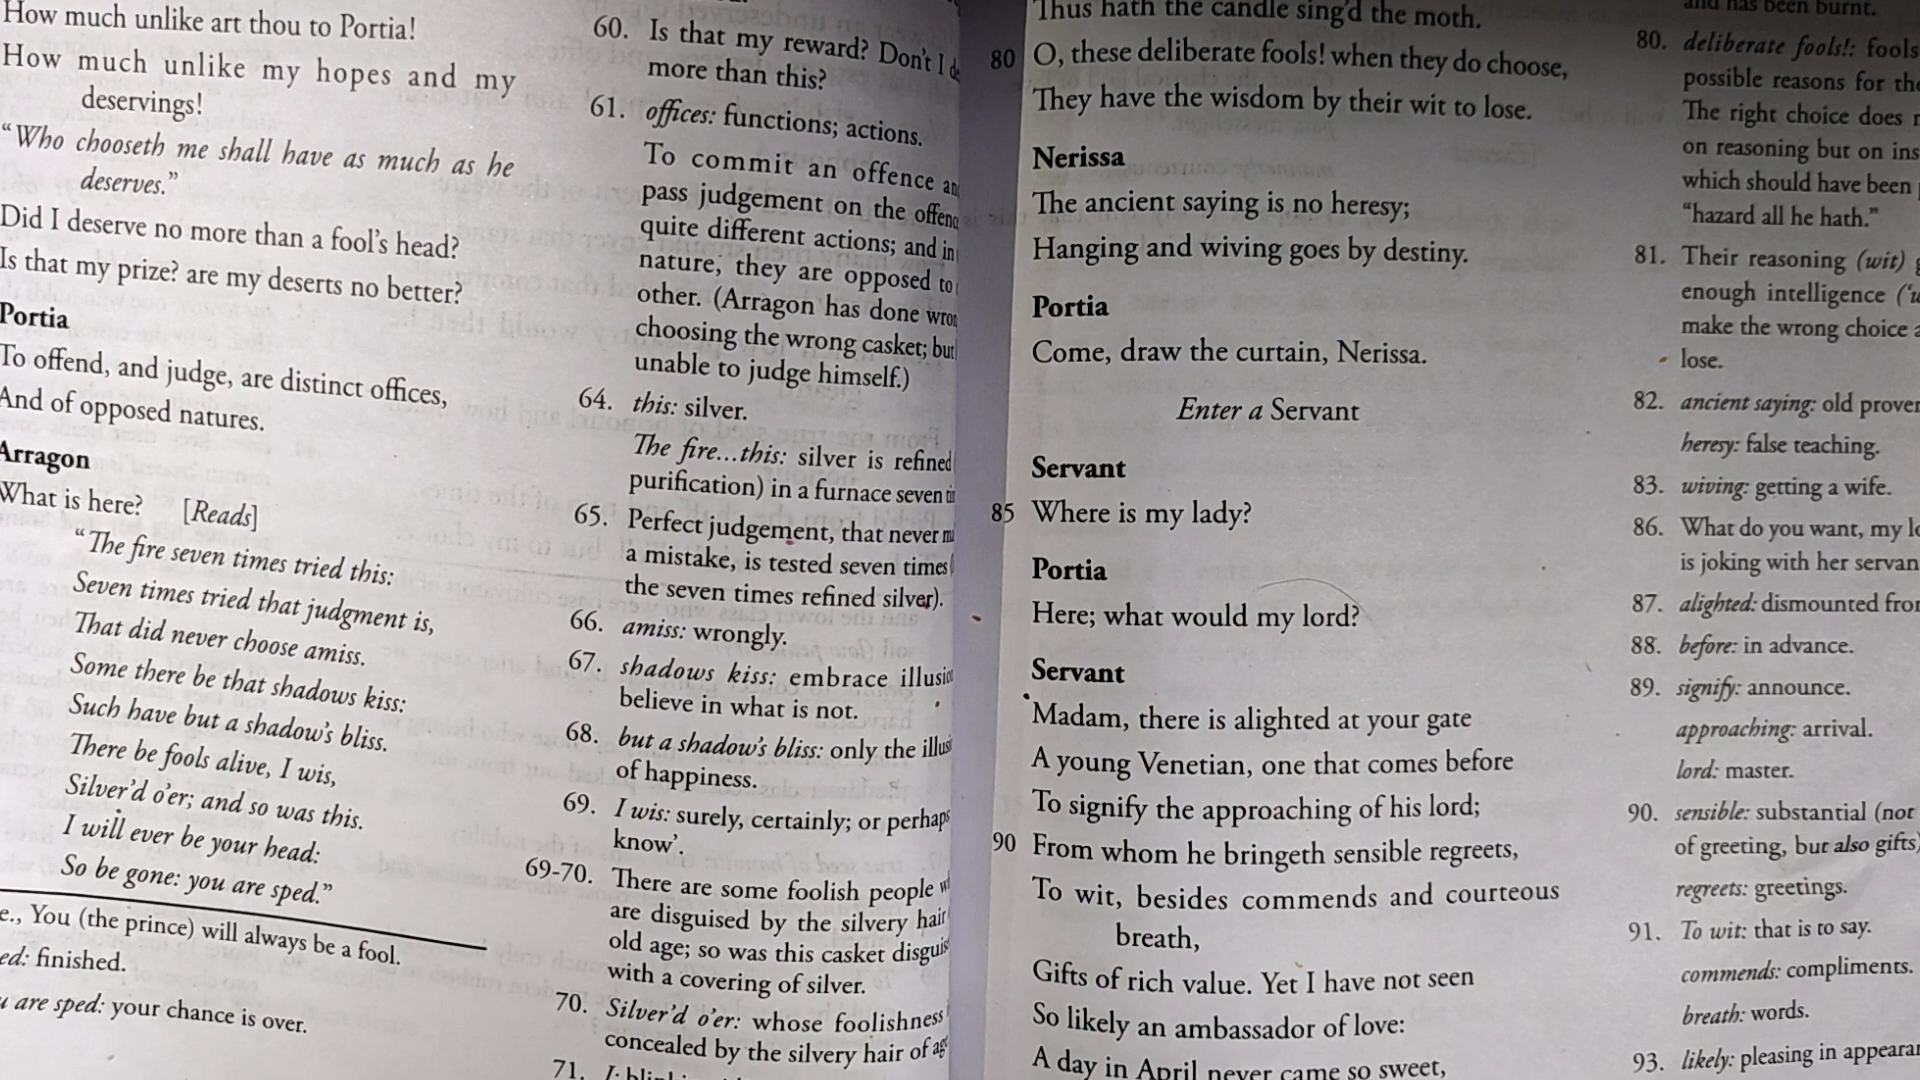 How much unlike art thou to Portia!
How much unlike my hopes and my
deservings!
“Who chooseth me shall have as much as he
deserves.”
Did I deserve no more than a fool's head?
Is that my prize? are my deserts no better?
Portia
To offend, and judge, are distinct offices,
And of opposed natures.
Arragon
What is here? [Reads]
“The fire seven times tried this:
Seven times tried that judgment is,
That did never choose amiss.
Some there be that shadows kiss:
Such have but a shadow's bliss.
There be fools alive, I wis,
Silver'd o'er; and so was this.
I will ever be your head:
So be gone: you are sped.”
You (the prince) will always be a fool.
finished.
are sped: your chance is over.
60. Is that my reward? Don't I
more than this?
61. offices: functions; actions.
To commit an offence
pass judgement on the
quite different actions; and in
nature, they are opposed to
other. (Arragon has done
choosing the wrong casket; but
unable to judge himself.)
64. this: silver.
The fire...this: silver is refined
purification) in a furnace seven
65. Perfect judgement, that never
a mistake, is tested seven times
the seven times refined silver).
66. amiss: wrongly.
67. shadows kiss: embrace
believe in what is not.
68. but a shadow's bliss: only the
of happiness.
69. I wis: surely, certainly; or perhaps
know'.
69-70. There are some foolish people
are disguised by the silvery hair
old age; so was this casket
with a covering of silver.
70. Silver'd o'er: whose foolishness
concealed by the silvery hair of
71.
Thus hath the candle sing'd the moth.
80 O, these deliberate fools! when they do choose,
They have the wisdom by their wit to lose.
Nerissa
The ancient saying is no heresy;
Hanging and wiving goes by destiny.
Portia
Come, draw the curtain, Nerissa.
Enter a Servant
Servant
85 Where is my lady?
Portia
Here; what would my lord?
Servant
Madam, there is alighted at your gate
A young Venetian, one that comes before
To signify the approaching of his lord;
90 From whom he bringeth sensible regreets,
To wit, besides commends and courteous
breath,
Gifts of rich value. Yet I have not seen
So likely an ambassador of love:
A day in April never came so sweet,
and has been burnt.
80. deliberate fools!: fools
possible reasons for
The right choice does
on reasoning but on
which should have been
“hazard all he hath.”
81. Their reasoning (wit)
enough intelligence
make the wrong choice
lose.
82. ancient saying: old
heresy: false teaching.
83. wiving: getting a wife.
86. What do you want, my
is joking with her
87. alighted: dismounted
88. before: in advance.
89. signify: announce.
approaching: arrival.
lord: master.
90. sensible: substantial (not
of greeting, but also gifts)
regreets: greetings.
91. To wit: that is to say.
commends: compliments.
breath: words.
93. likely: pleasing in